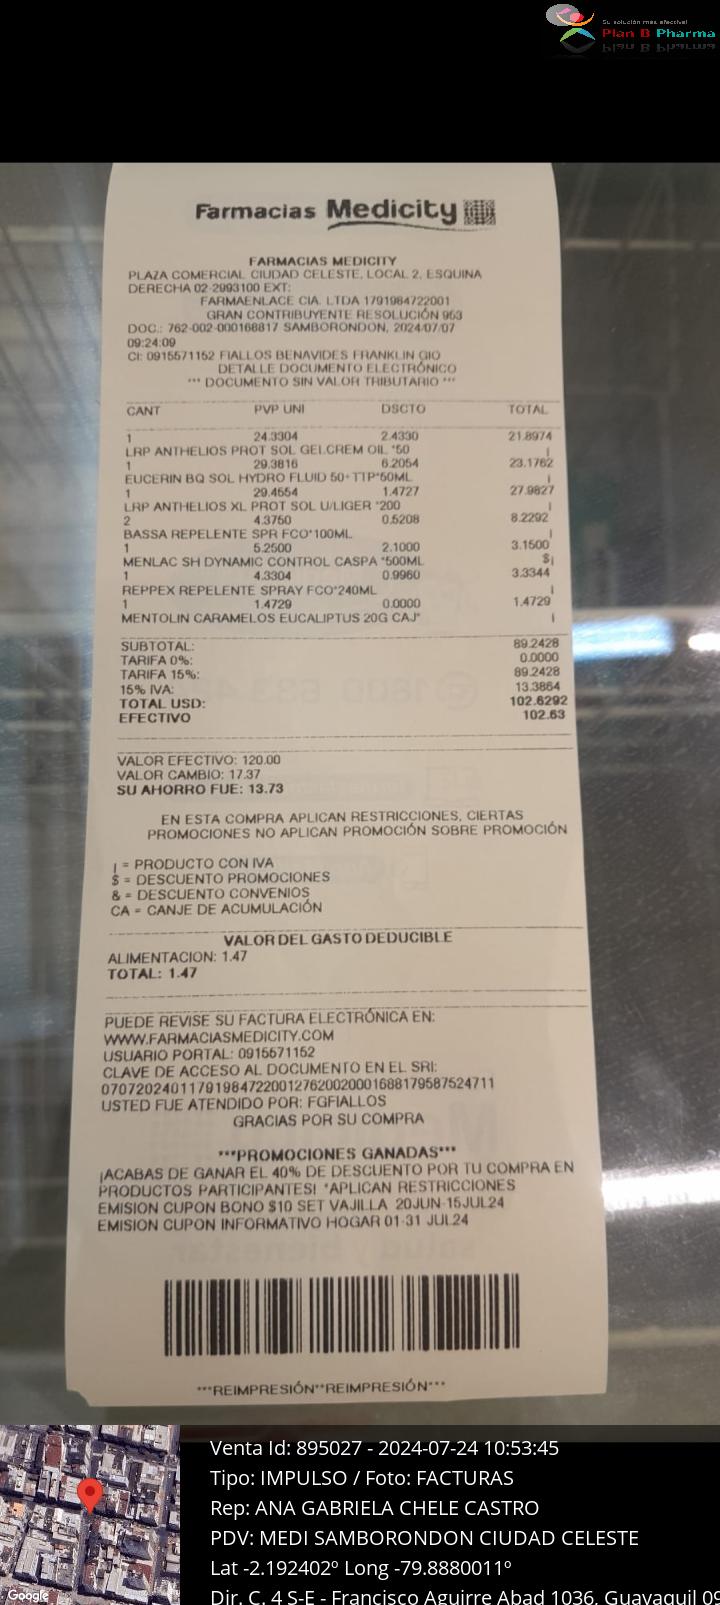 Su solución más efectiva!
Plan B Pharma
Farmacias Medicity
FARMACIAS MEDICITY
PLAZA COMERCIAL CIUDAD CELESTE, LOCAL 2, ESQUINA
DERECHA 02-2993100 EXT:
FARMAENLACE CIA. LTDA 1791984722001
GRAN CONTRIBUYENTE RESOLUCIÓN 953
DOC.: 762-002-000168817 SAMBORONDON, 2024/07/07
09:24:09
CI: 0915571152 FIALLOS BENAVIDES FRANKLIN GIO
DETALLE DOCUMENTO ELECTRÓNICO
*** DOCUMENTO SIN VALOR TRIBUTARIO ***
CANT PVP UNI DSCTO TOTAL
1 24.3304 2.4330 21.8974
LRP ANTHELIOS PROT SOL GEL CREM OIL *50 |
1 29.3816 6.2054 23.1762
EUCERIN BQ SOL HYDRO FLUID 50+TTP*50ML |
1 29.4554 1.4727 27.9827
LRP ANTHELIOS XL PROT SOL U/LIGER *200 |
2 4.3750 0.5208 8.2292
BASSA REPELENTE SPR FCO*100ML |
1 5.2500 2.1000 3.1500
MENLAC SH DYNAMIC CONTROL CASPA *500ML $|
1 4.3304 0.9960 3.3344
REPPEX REPELENTE SPRAY FCO*240ML |
1 1.4729 0.0000 1.4729
MENTOLIN CARAMELOS EUCALIPTUS 20G CAJ* |
SUBTOTAL: 89.2428
TARIFA 0%: 0.0000
TARIFA 15%: 89.2428
15% IVA: 13.3864
TOTAL USD: 102.6292
EFECTIVO 102.63
VALOR EFECTIVO: 120.00
VALOR CAMBIO: 17.37
SU AHORRO FUE: 13.73
EN ESTA COMPRA APLICAN RESTRICCIONES, CIERTAS
PROMOCIONES NO APLICAN PROMOCIÓN SOBRE PROMOCIÓN
| = PRODUCTO CON IVA
$ = DESCUENTO PROMOCIONES
& = DESCUENTO CONVENIOS
CA = CANJE DE ACUMULACIÓN
VALOR DEL GASTO DEDUCIBLE
ALIMENTACION: 1.47
TOTAL: 1.47
PUEDE REVISE SU FACTURA ELECTRÓNICA EN:
WWW.FARMACIASMEDICITY.COM
USUARIO PORTAL: 0915571152
CLAVE DE ACCESO AL DOCUMENTO EN EL SRI:
0707202401179198472200127620020001688179587524711
USTED FUE ATENDIDO POR: FGFIALLOS
GRACIAS POR SU COMPRA
***PROMOCIONES GANADAS***
¡ACABAS DE GANAR EL 40% DE DESCUENTO POR TU COMPRA EN
PRODUCTOS PARTICIPANTES! *APLICAN RESTRICCIONES
EMISION CUPON BONO $10 SET VAJILLA 20JUN-15JUL24
EMISION CUPON INFORMATIVO HOGAR 01-31 JUL24
***REIMPRESIÓN**REIMPRESIÓN***
Venta Id: 895027 - 2024-07-24 10:53:45
Tipo: IMPULSO / Foto: FACTURAS
Rep: ANA GABRIELA CHELE CASTRO
PDV: MEDI SAMBORONDON CIUDAD CELESTE
Lat -2.192402º Long -79.8880011º
Dir. C. 4 S-E - Francisco Aguirre Abad 1036, Guayaquil 09
Google